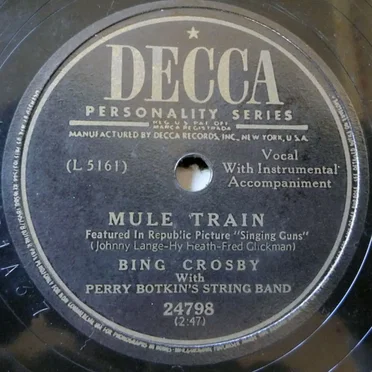 DECCA
PERSONALITY SERIES
REG. U.S. PAT. OFF.
MARCA REGISTRADA
MANUFACTURED BY DECCA RECORDS, INC., NEW YORK, U.S.A.
(L 5161)
Vocal
With Instrumental
Accompaniment
MULE TRAIN
Featured In Republic Picture "Singing Guns"
(Johnny Lange-Hy Heath-Fred Glickman)
BING CROSBY
With
PERRY BOTKIN'S STRING BAND
24798
(2:47)